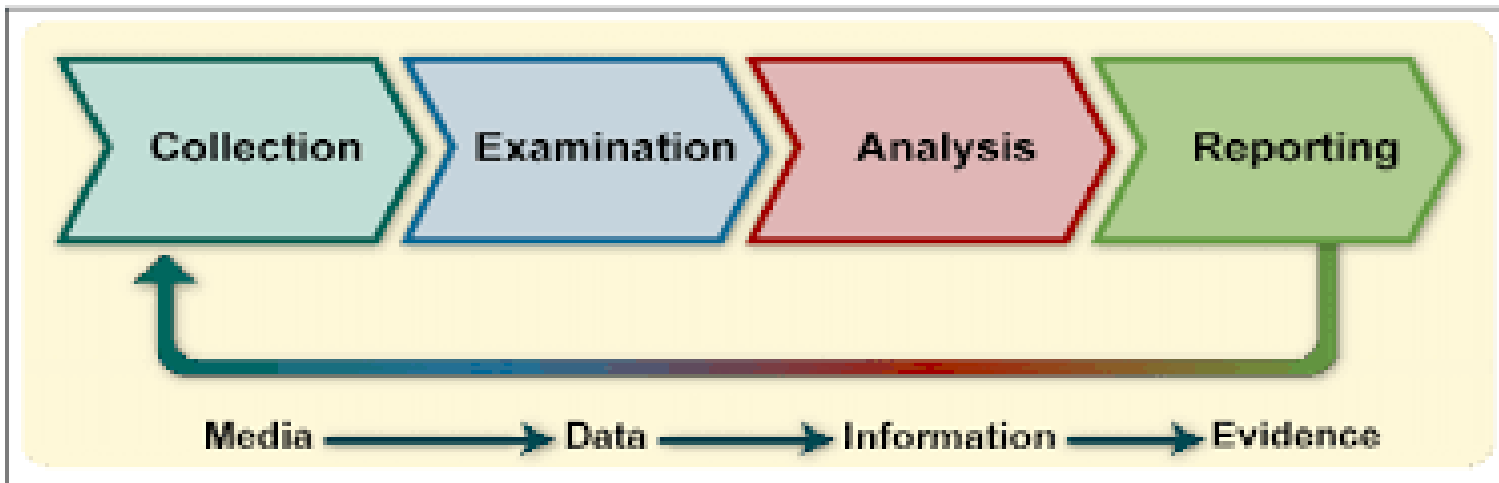 Collection Examination Analysis Reporting
Media Data Information Evidence